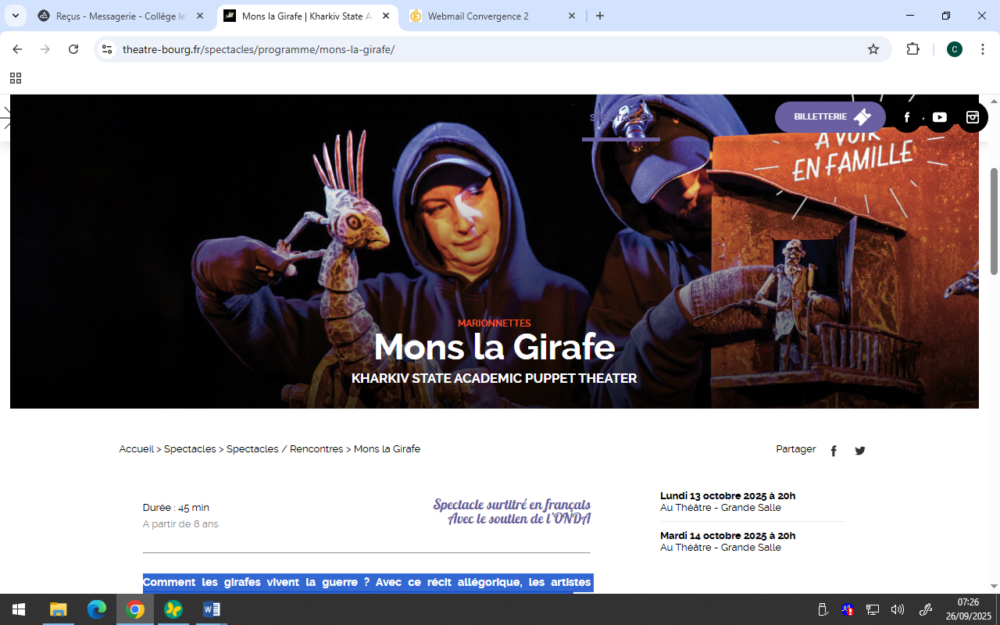 Reçus - Messagerie - Collège le
Mons la Girafe | Kharkiv State A
Webmail Convergence 2
theatre-bourg.fr/spectacles/programme/mons-la-girafe/
C
BILLETTERIE
À VOIR
EN FAMILLE
MARIONNETTES
Mons la Girafe
KHARKIV STATE ACADEMIC PUPPET THEATER
Accueil > Spectacles > Spectacles / Rencontres > Mons la Girafe
Partager
Durée : 45 min
A partir de 8 ans
Spectacle surtitré en français
Avec le soutien de l'ONDA
Lundi 13 octobre 2025 à 20h
Au Théâtre - Grande Salle
Mardi 14 octobre 2025 à 20h
Au Théâtre - Grande Salle
Comment les girafes vivent la guerre ? Avec ce récit allégorique, les artistes
07:26
26/09/2025